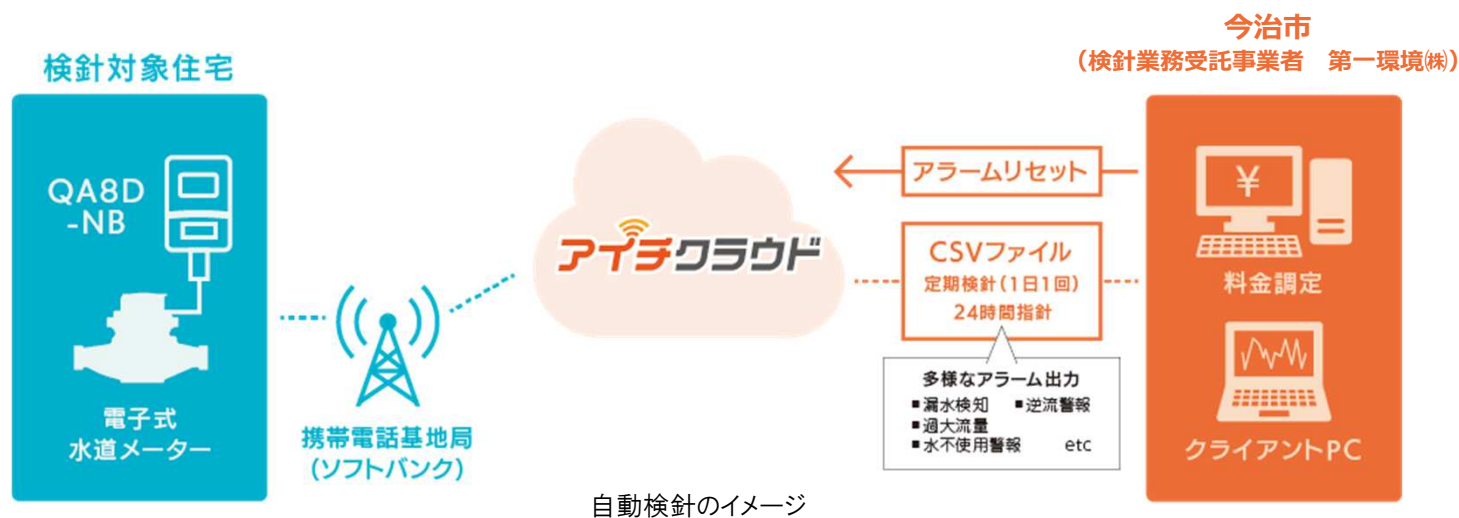 検針対象住宅
QA8D
-NB
電子式
水道メーター
携帯電話基地局
(ソフトバンク)
アイチクラウド
アラームリセット
CSVファイル
定期検針(1日1回)
24時間指針
多様なアラーム出力
▪漏水検知 ▪逆流警報
▪過大流量
▪水不使用警報 etc
今治市
(検針業務受託事業者 第一環境㈱)
¥
料金調定
クライアントPC
自動検針のイメージ